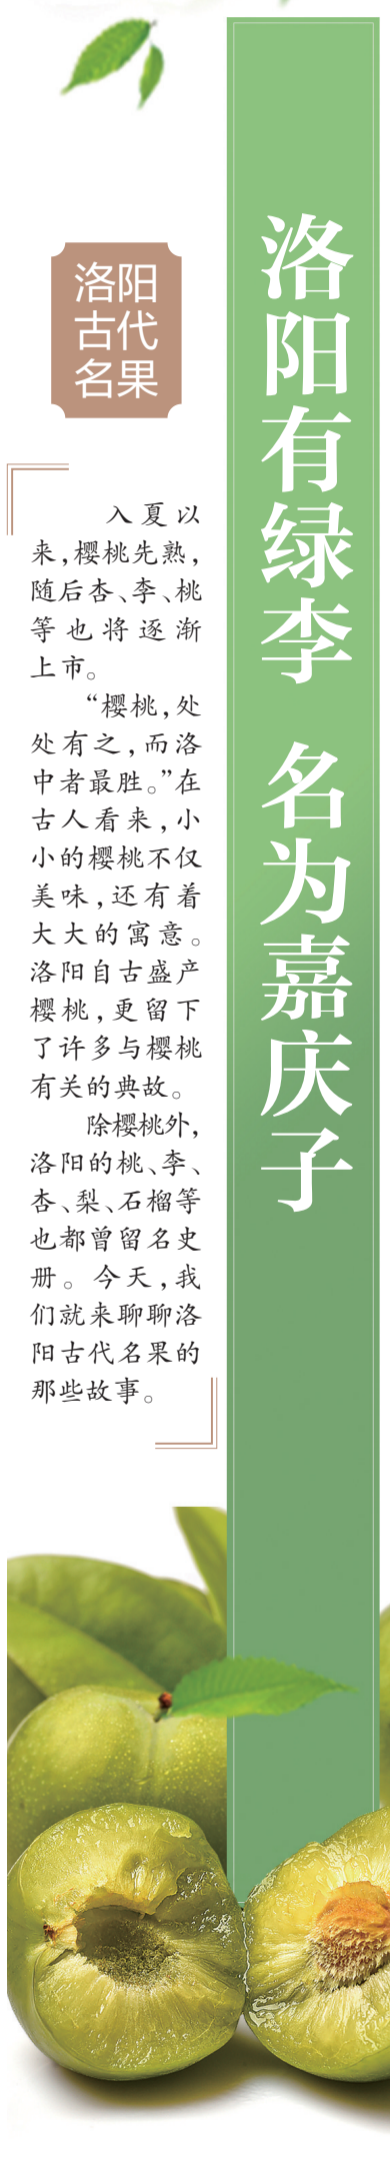 洛阳有绿李 名为嘉庆子
洛阳
古代
名果
入夏以
来,樱桃先熟,
随后杏、李、桃
等也将逐渐
上市。
“樱桃,处
处有之,而洛
中者最胜。”在
古人看来,小
小的樱桃不仅
美味,还有着
大大的寓意。
洛阳自古盛产
樱桃,更留下
了许多与樱桃
有关的典故。
除樱桃外,
洛阳的桃、李、
杏、梨、石榴等
也都曾留名史
册。今天,我
们就来聊聊洛
阳古代名果的
那些故事。